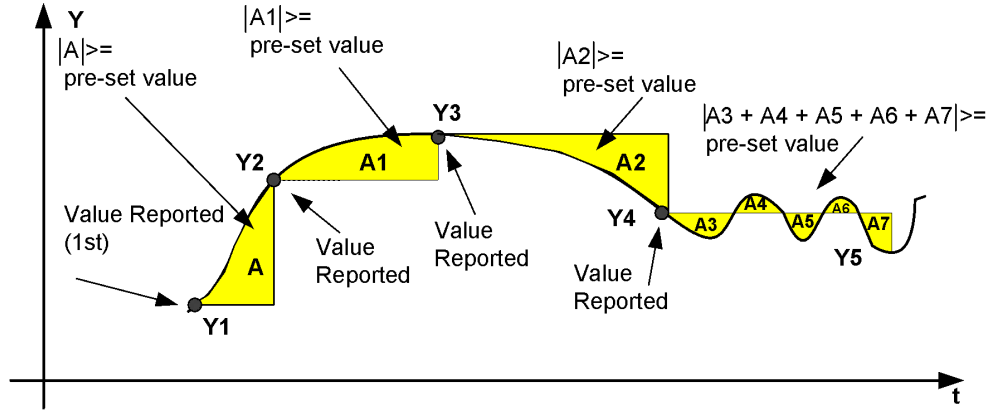 Y
|A|>=
pre-set value
|A1|>=
pre-set value
|A2|>=
pre-set value
|A3 + A4 + A5 + A6 + A7|>=
pre-set value
Y3
Y2
A1
A2
Value Reported
(1st)
Y4
A3
A4
A5
A6
A7
Y5
A
Value
Reported
Value
Reported
Value
Reported
Y1
t